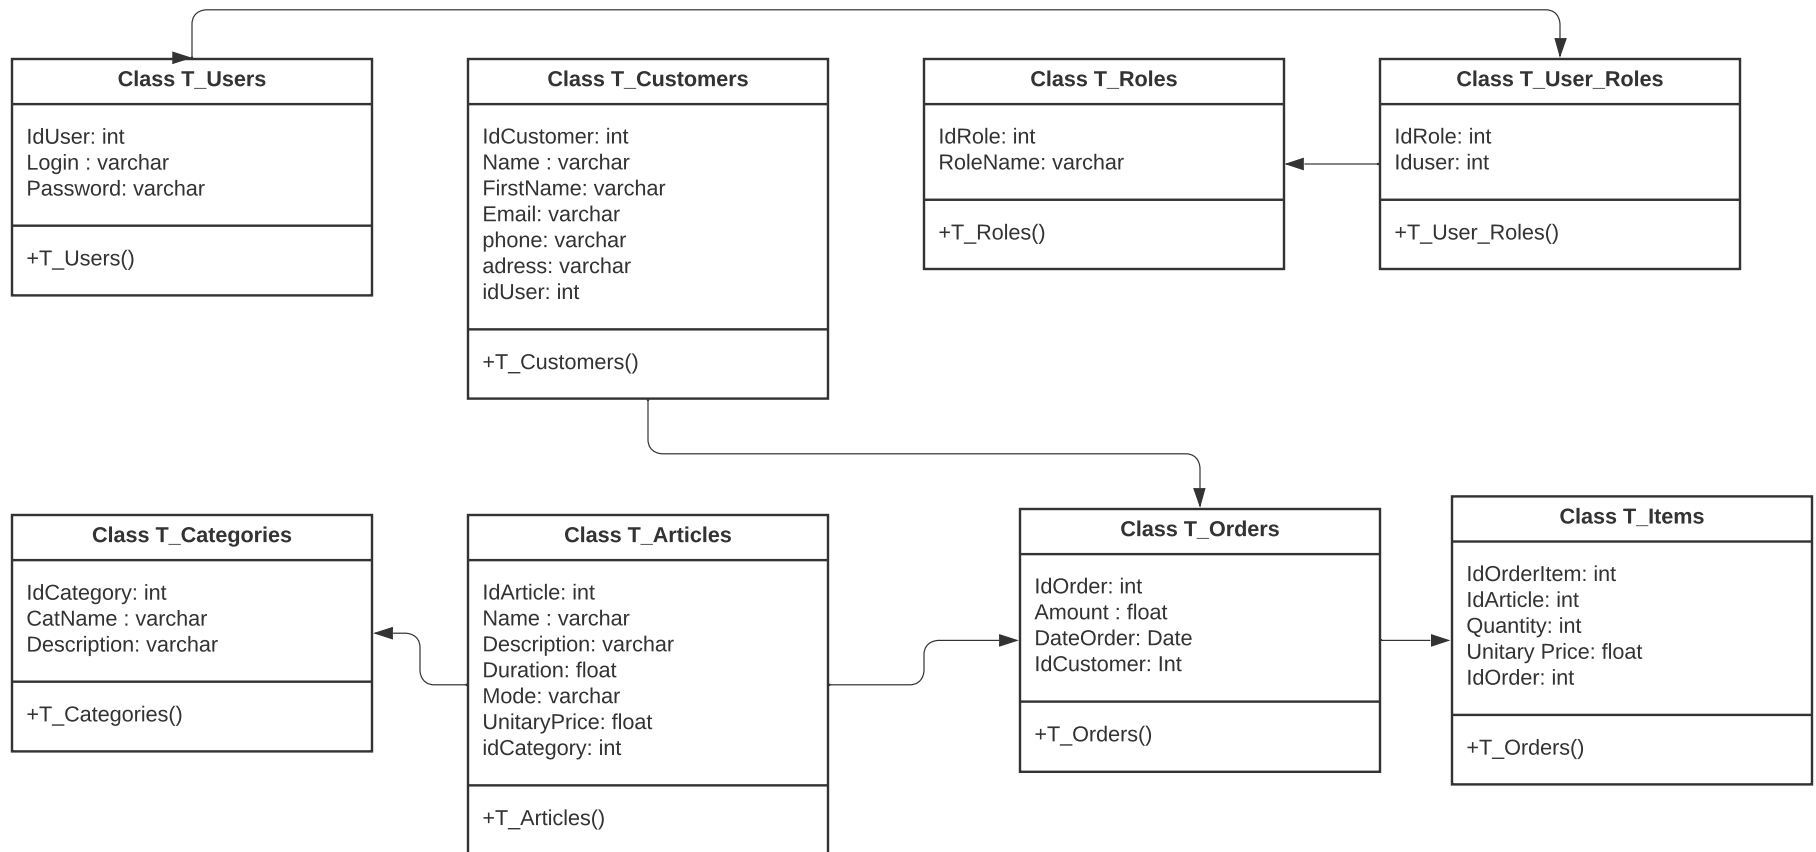 Class T_Users
IdUser: int
Login : varchar
Password: varchar
+T_Users()
Class T_Customers
IdCustomer: int
Name : varchar
FirstName: varchar
Email: varchar
phone: varchar
adress: varchar
idUser: int
+T_Customers()
Class T_Roles
IdRole: int
RoleName: varchar
+T_Roles()
Class T_User_Roles
IdRole: int
Iduser: int
+T_User_Roles()
Class T_Categories
IdCategory: int
CatName : varchar
Description: varchar
+T_Categories()
Class T_Articles
IdArticle: int
Name : varchar
Description: varchar
Duration: float
Mode: varchar
UnitaryPrice: float
idCategory: int
+T_Articles()
Class T_Orders
IdOrder: int
Amount : float
DateOrder: Date
IdCustomer: Int
+T_Orders()
Class T_Items
IdOrderItem: int
IdArticle: int
Quantity: int
Unitary Price: float
IdOrder: int
+T_Orders()